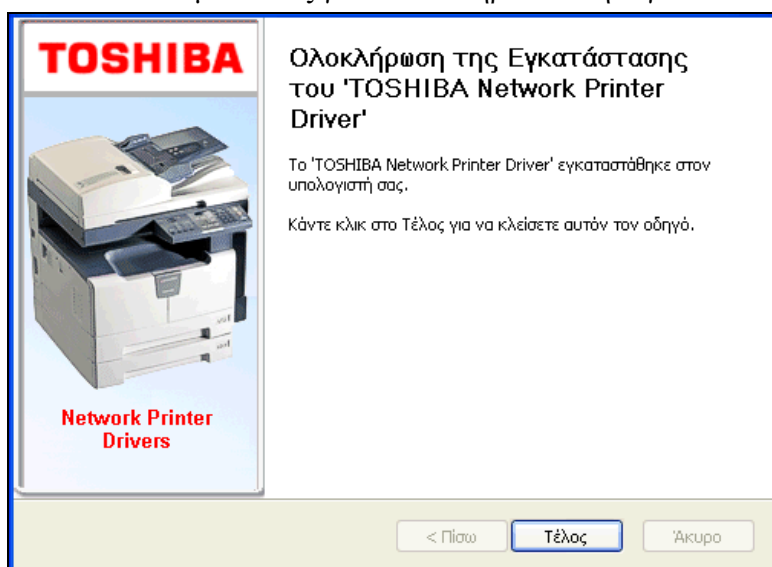 TOSHIBA
Network Printer
Drivers
Ολοκλήρωση της Εγκατάστασης
του 'TOSHIBA Network Printer
Driver'
Το 'TOSHIBA Network Printer Driver' εγκαταστάθηκε στον
υπολογιστή σας.
Κάντε κλικ στο Τέλος για να κλείσετε αυτόν τον οδηγό.
< Πίσω
Τέλος
Άκυρο